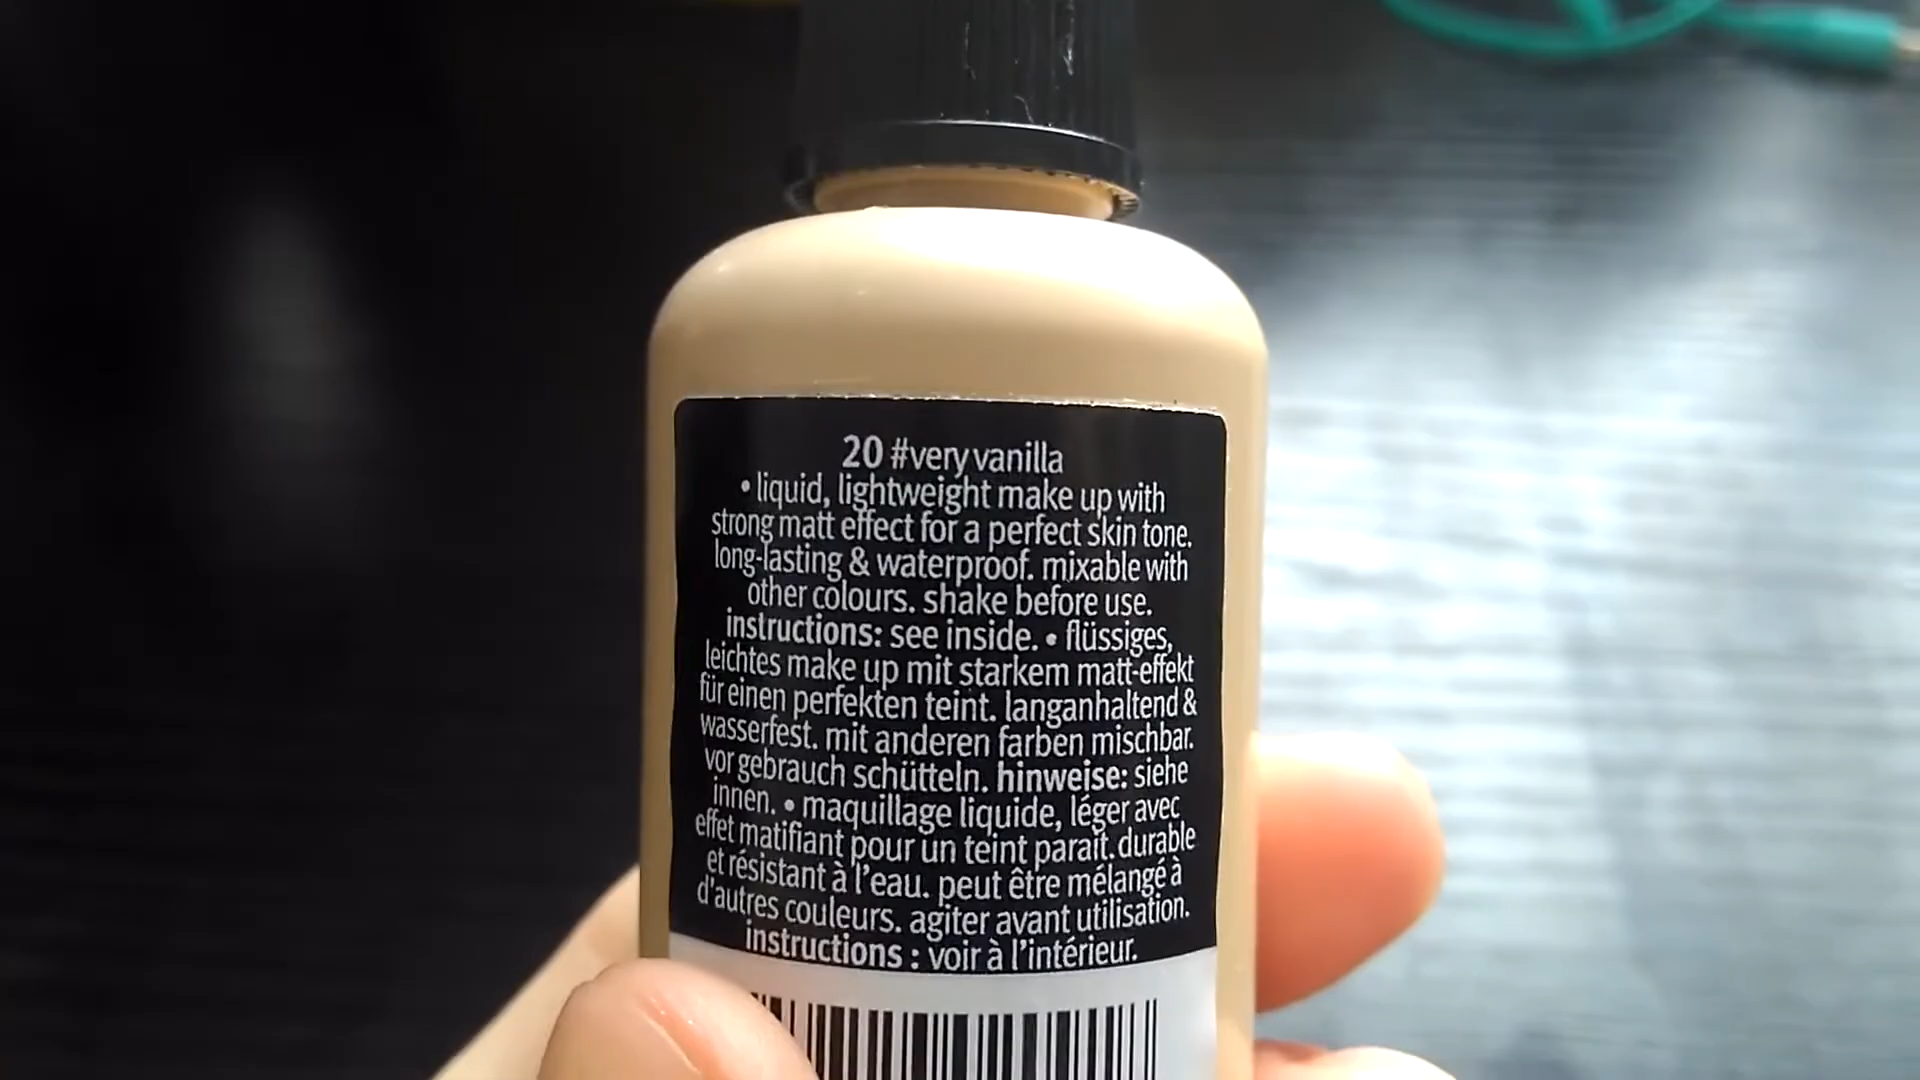 20 #very vanilla
• liquid, lightweight make up with
strong matt effect for a perfect skin tone.
long-lasting & waterproof. mixable with
other colours. shake before use.
instructions: see inside. • flüssiges,
leichtes make up mit starkem matt-effekt
für einen perfekten teint. langanhaltend &
wasserfest. mit anderen farben mischbar.
vor gebrauch schütteln. hinweise: siehe
innen. • maquillage liquide, léger avec
effet matifiant pour un teint parait. durable
et résistant à l'eau. peut être mélangé à
d'autres couleurs. agiter avant utilisation.
instructions : voir à l'intérieur.